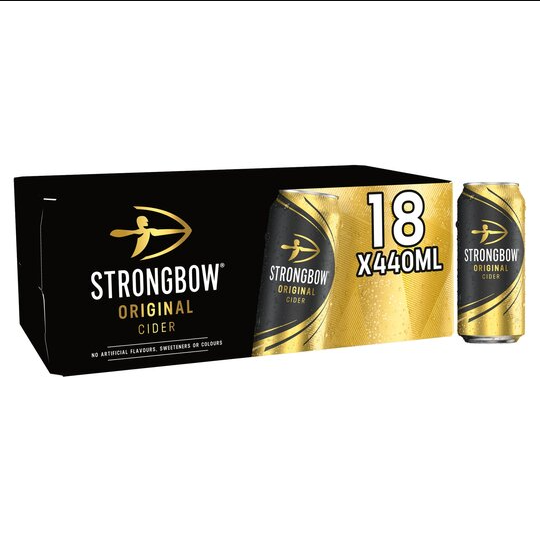 STRONGBOW®
ORIGINAL
CIDER
NO ARTIFICIAL FLAVOURS, SWEETENERS OR COLOURS
STRONGBOW
ORIGINAL
CIDER
18
X440ML
STRONGBOW
ORIGINAL
CIDER